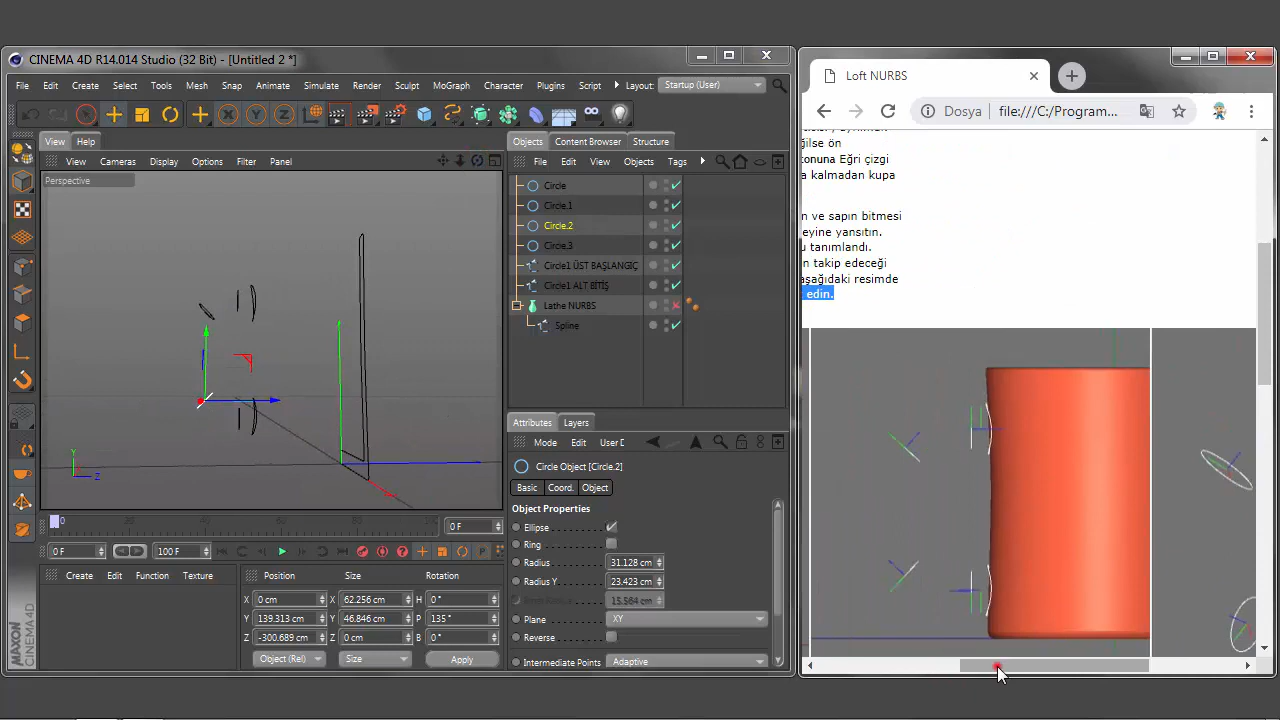 CINEMA 4D R14.014 Studio (32 Bit) - [Untitled 2 *]
File Edit Create Select Tools Mesh Snap Animate Simulate Render Sculpt MoGraph Character Plugins Script Layout: Startup (User)
View Help
View Cameras Display Options Filter Panel
Perspective
Y
Z
Objects Content Browser Structure
File Edit View Objects Tags
Circle
Circle.1
Circle.2
Circle.3
Circle1 ÜST BAŞLANGIÇ
Circle1 ALT BİTİŞ
Lathe NURBS
Spline
Attributes Layers
Mode Edit User D
Circle Object [Circle.2]
Basic Coord. Object
Object Properties
Ellipse
Ring
Radius 31.128 cm
Radius Y 23.423 cm
15.564 cm
Plane XY
Reverse
Intermediate Points Adaptive
0 F
0 F 100 F
Create Edit Function Texture
Position Size Rotation
X 0 cm X 62.256 cm H 0°
Y 139.313 cm Y 46.846 cm P 135°
Z -300.689 cm Z 0 cm B 0°
Object (Rel) Size Apply
MAXON
CINEMA 4D
Loft NURBS
Dosya file:///C:/Program...
ğilse ön
tonuna Eğri çizgi
a kalmadan kupa
n ve sapın bitmesi
eyine yansıtın.
u tanımlandı.
n takip edeceği
aşağıdaki resimde
edin.